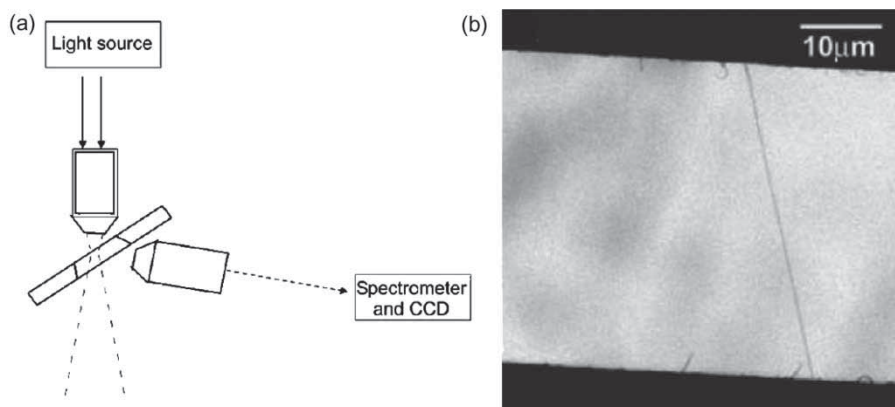 (a)
Light source
Spectrometer
and CCD
(b)
10μm